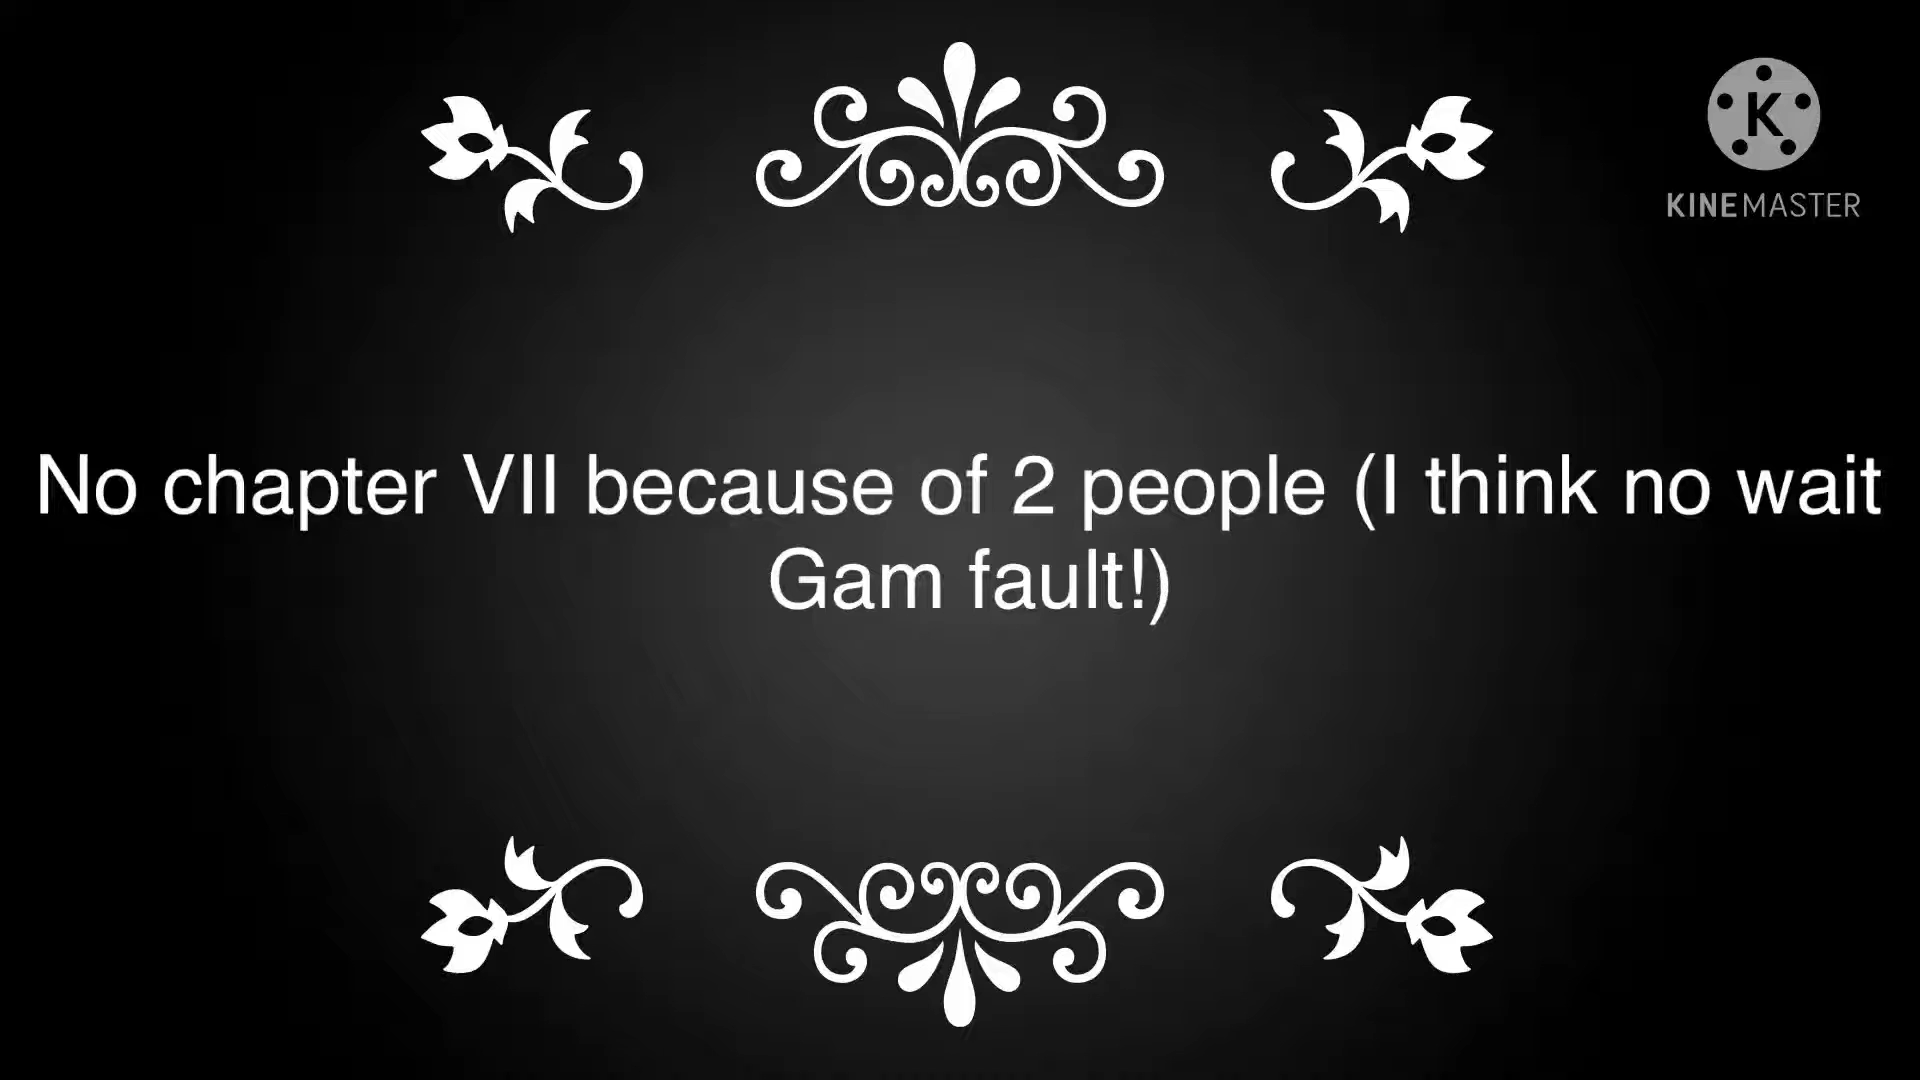 K
KINEMASTER
No chapter VII because of 2 people (I think no wait
Gam fault!)